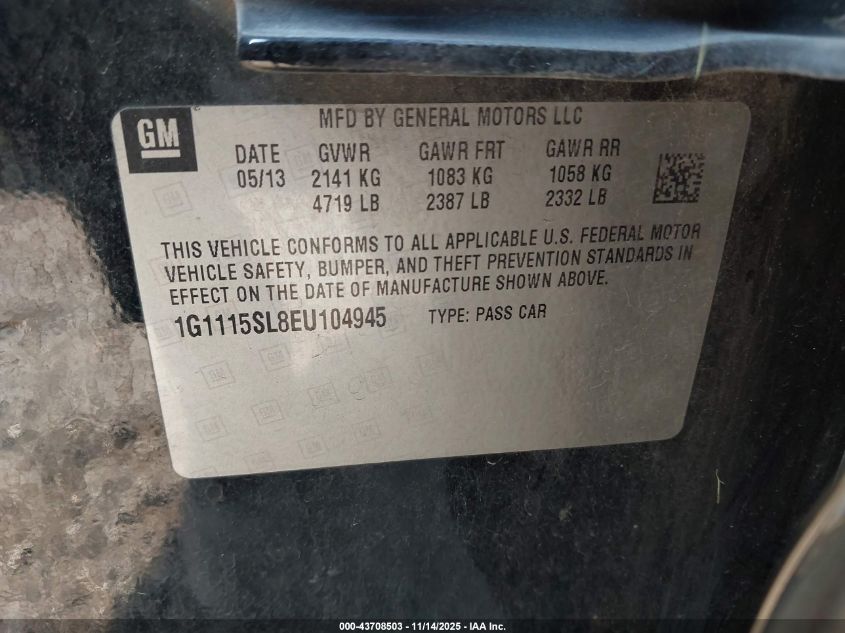 MFD BY GENERAL MOTORS LLC
GM
DATE GVWR GAWR FRT GAWR RR
05/13 2141 KG 1083 KG 1058 KG
4719 LB 2387 LB 2332 LB
THIS VEHICLE CONFORMS TO ALL APPLICABLE U.S. FEDERAL MOTOR
VEHICLE SAFETY, BUMPER, AND THEFT PREVENTION STANDARDS IN
EFFECT ON THE DATE OF MANUFACTURE SHOWN ABOVE.
1G1115SL8EU104945 TYPE: PASS CAR
000-43708503 | 11/14/2025 - IAA Inc.